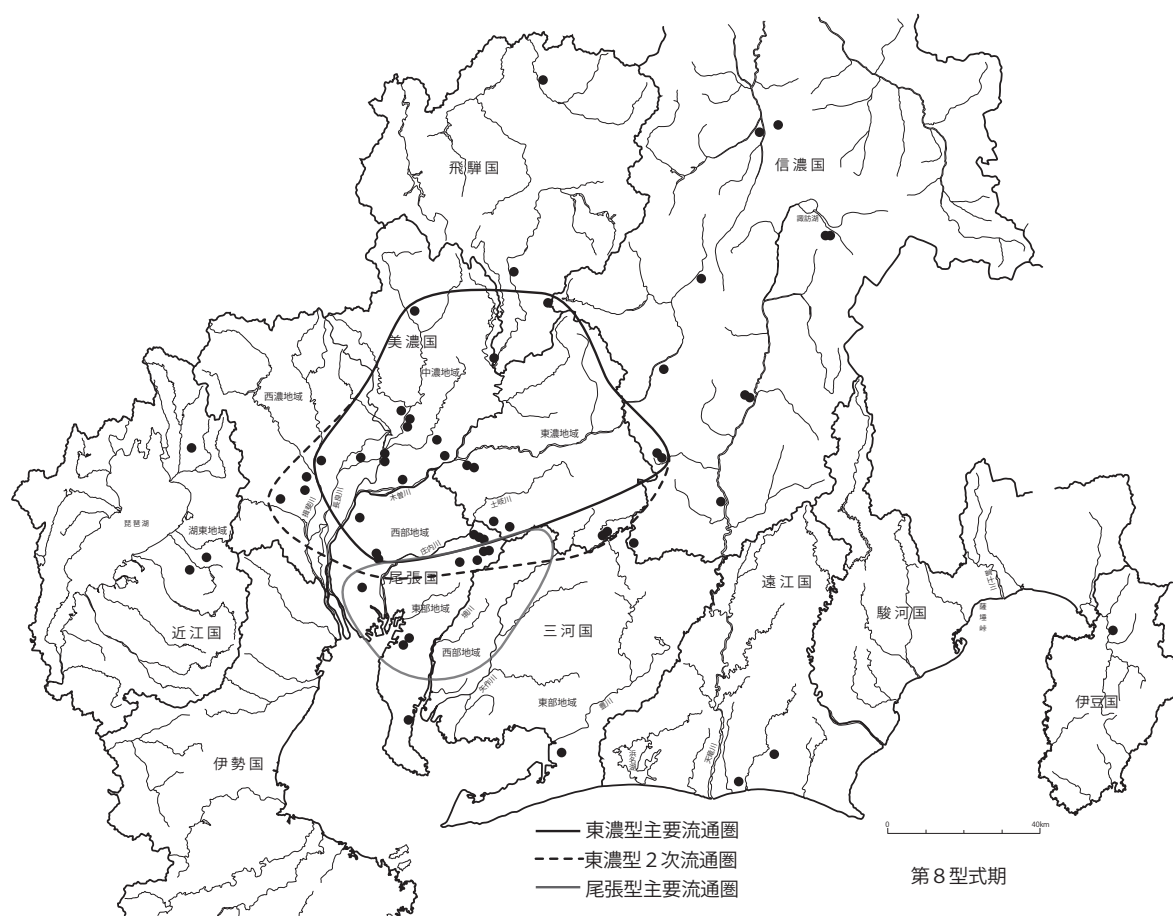 飛騨国
信濃国
諏訪湖
美濃国
中濃地域
西濃地域
東濃地域
木曽川
長良川
揖斐川
土岐川
琵琶湖
湖東地域
西部地域
庄内川
尾張国
遠江国
富士川
東部地域
境川
三河国
駿河国
薩埵峠
近江国
西部地域
矢作川
東部地域
豊川
伊豆国
浜名湖
天竜川
伊勢国
0 40km
東濃型主要流通圏
東濃型2次流通圏
尾張型主要流通圏
第8型式期